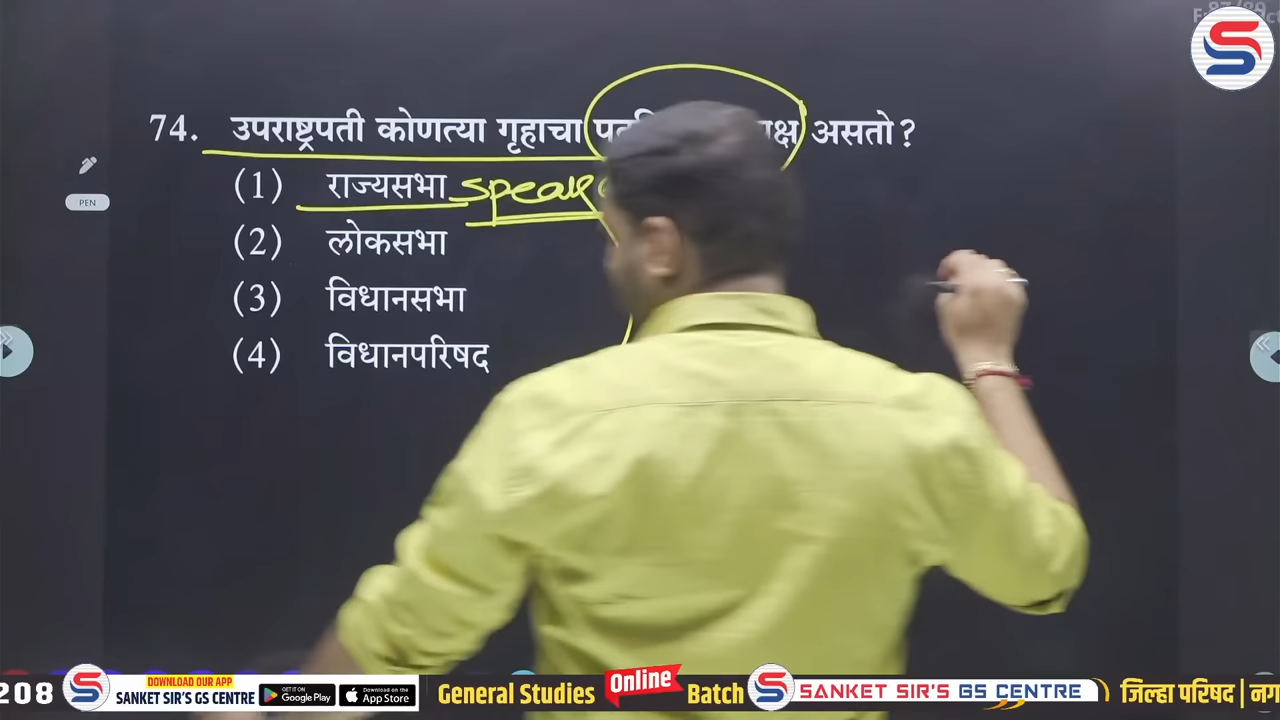 74. उपराष्ट्रपती कोणत्या गृहाचा असतो?
(1) राज्यसभा
(2) लोकसभा
(3) विधानसभा
(4) विधानपरिषद
PEN
208
DOWNLOAD OUR APP
SANKET SIR'S GS CENTRE
GET IT ON
Google Play
Download on the
App Store
General Studies Online Batch
SANKET SIR'S GS CENTRE
जिल्हा परिषद |